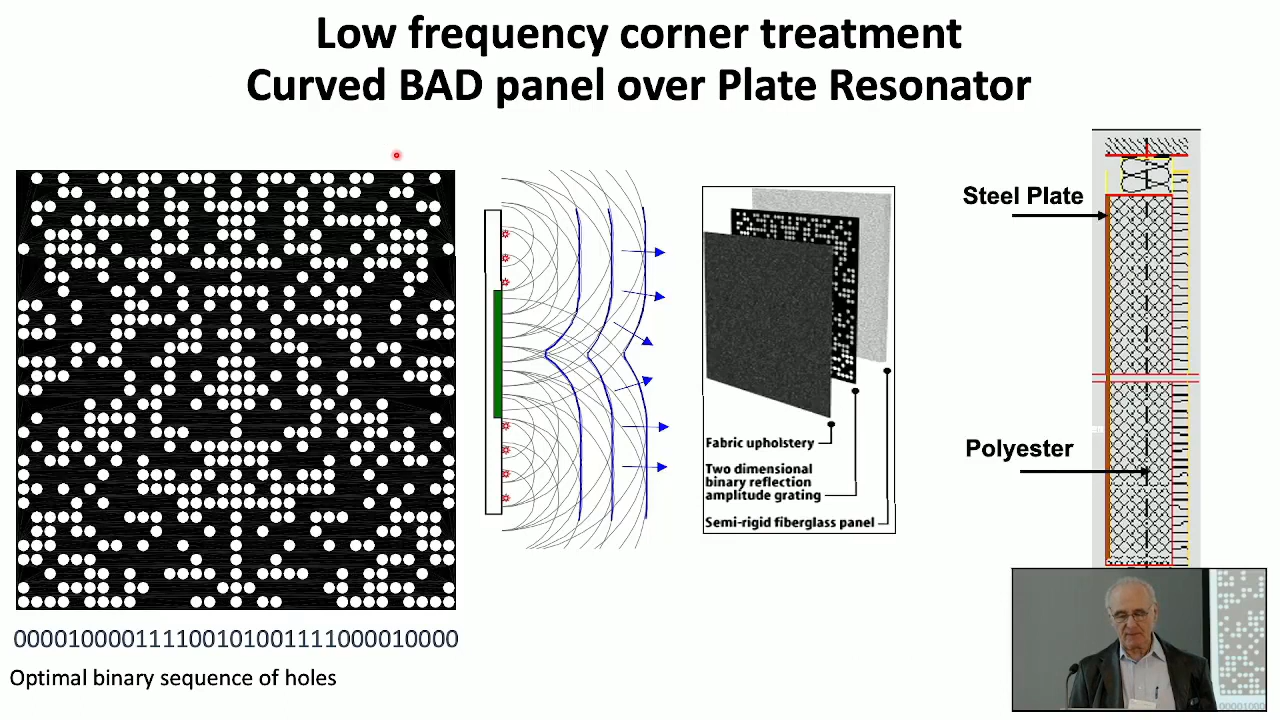 Low frequency corner treatment
Curved BAD panel over Plate Resonator
Steel Plate
Polyester
Fabric upholstery
Two dimensional
binary reflection
amplitude grating
Semi-rigid fiberglass panel
000010000111100101001111000010000
Optimal binary sequence of holes